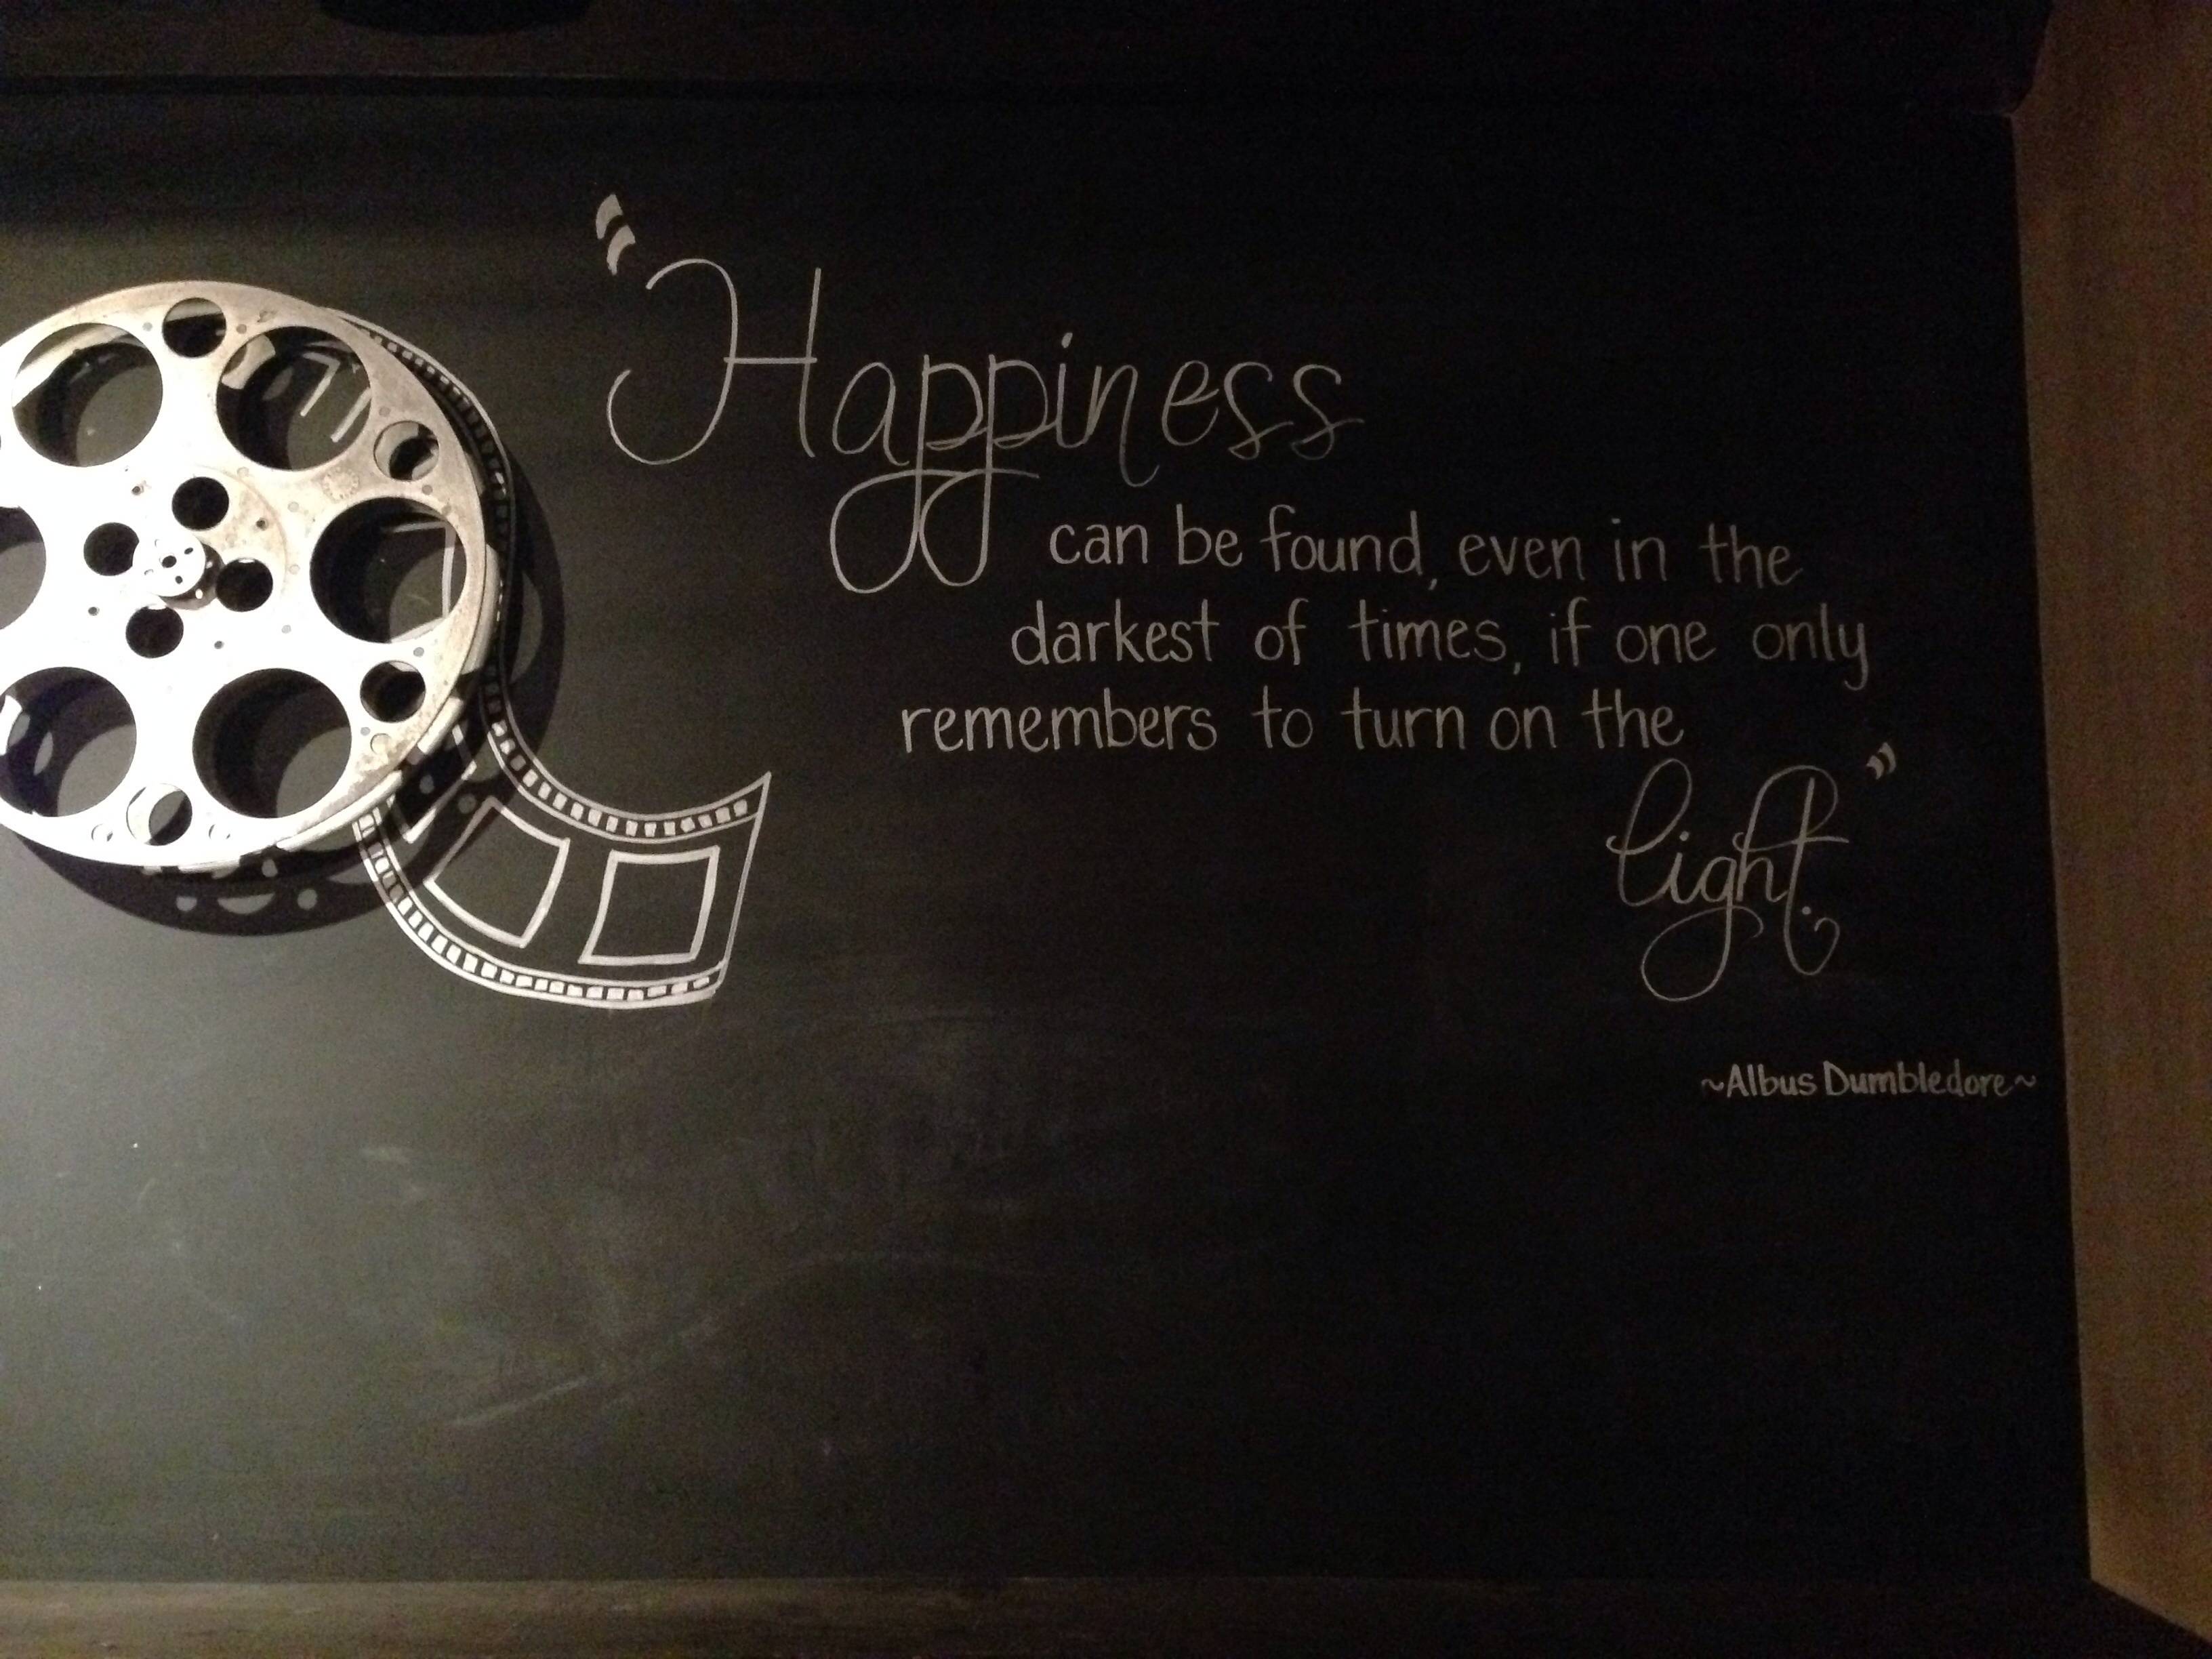 “Happiness
can be found, even in the
darkest of times, if one only
remembers to turn on the
light.”
~Albus Dumbledore~